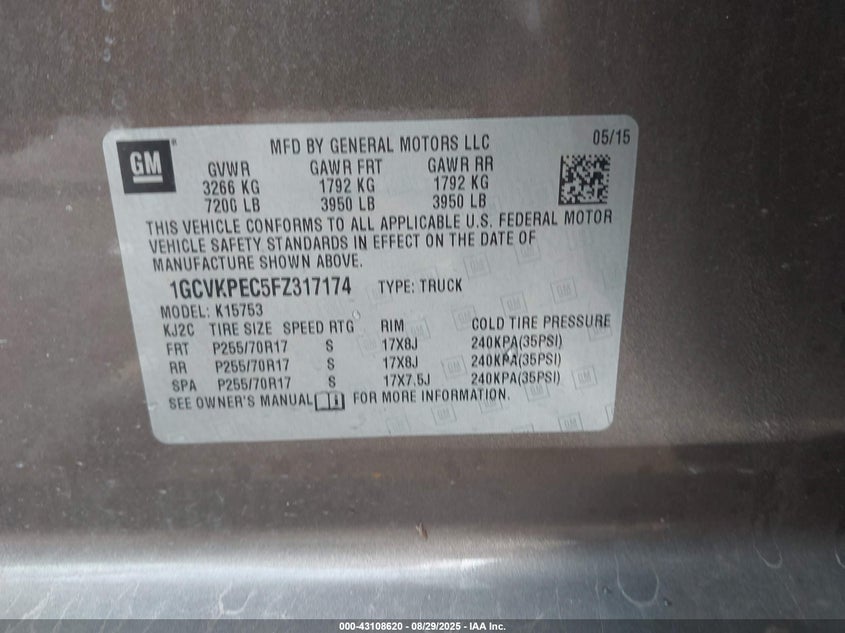 GM
MFD BY GENERAL MOTORS LLC 05/15
GVWR GAWR FRT GAWR RR
3266 KG 1792 KG 1792 KG
7200 LB 3950 LB 3950 LB
THIS VEHICLE CONFORMS TO ALL APPLICABLE U.S. FEDERAL MOTOR
VEHICLE SAFETY STANDARDS IN EFFECT ON THE DATE OF
MANUFACTURE SHOWN ABOVE.
1GCVKPEC5FZ317174 TYPE: TRUCK
MODEL: K15753
KJ2C TIRE SIZE SPEED RTG RIM COLD TIRE PRESSURE
FRT P255/70R17 S 17X8J 240KPA(35PSI)
RR P255/70R17 S 17X8J 240KPA(35PSI)
SPA P255/70R17 S 17X7.5J 240KPA(35PSI)
SEE OWNER'S MANUAL FOR MORE INFORMATION.
000-43108620 - 08/29/2025 - IAA Inc.